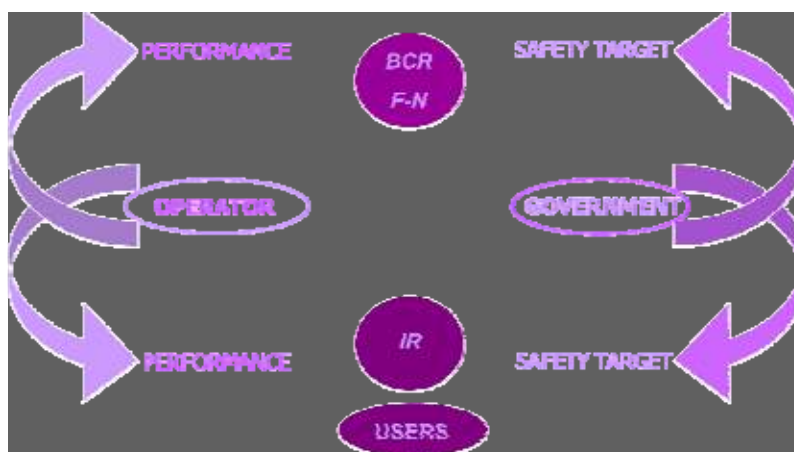 PERFORMANCE
BCR
F-N
SAFETY TARGET
OPERATOR
GOVERNMENT
PERFORMANCE
IR
SAFETY TARGET
USERS